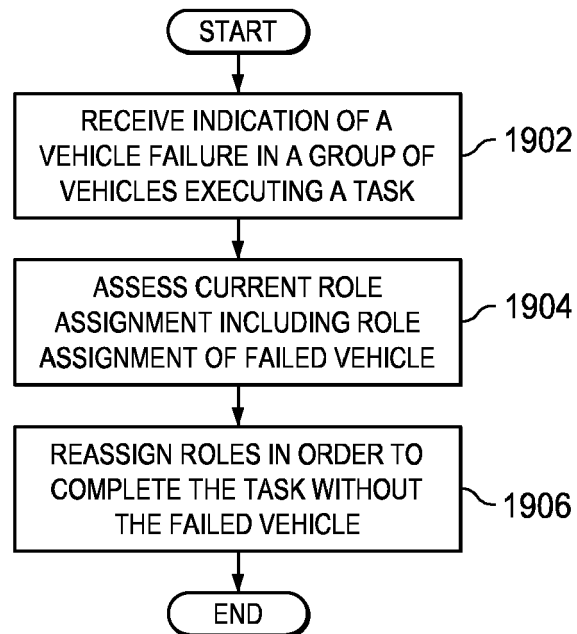 START
RECEIVE INDICATION OF A
VEHICLE FAILURE IN A GROUP OF
VEHICLES EXECUTING A TASK
1902
ASSESS CURRENT ROLE
ASSIGNMENT INCLUDING ROLE
ASSIGNMENT OF FAILED VEHICLE
1904
REASSIGN ROLES IN ORDER TO
COMPLETE THE TASK WITHOUT
THE FAILED VEHICLE
1906
END